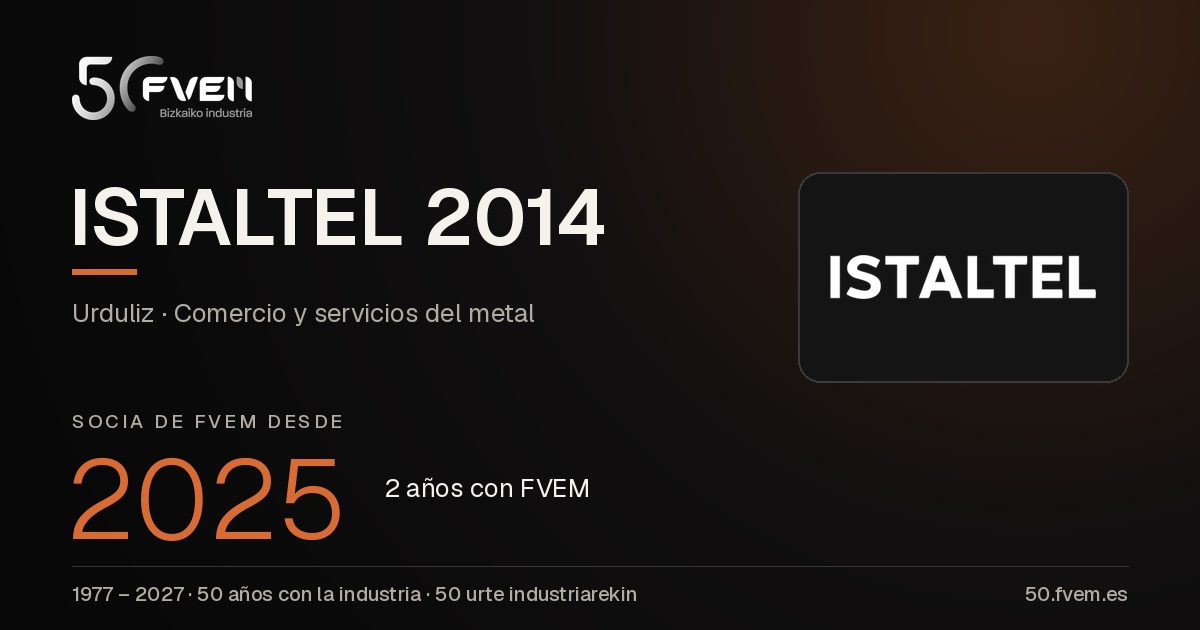 50 FVEM
Bizkaiko industria
ISTALTEL 2014
ISTALTEL
Urduliz · Comercio y servicios del metal
SOCIA DE FVEM DESDE
2025
2 años con FVEM
1977 – 2027 · 50 años con la industria · 50 urte industriarekin
50.fvem.es